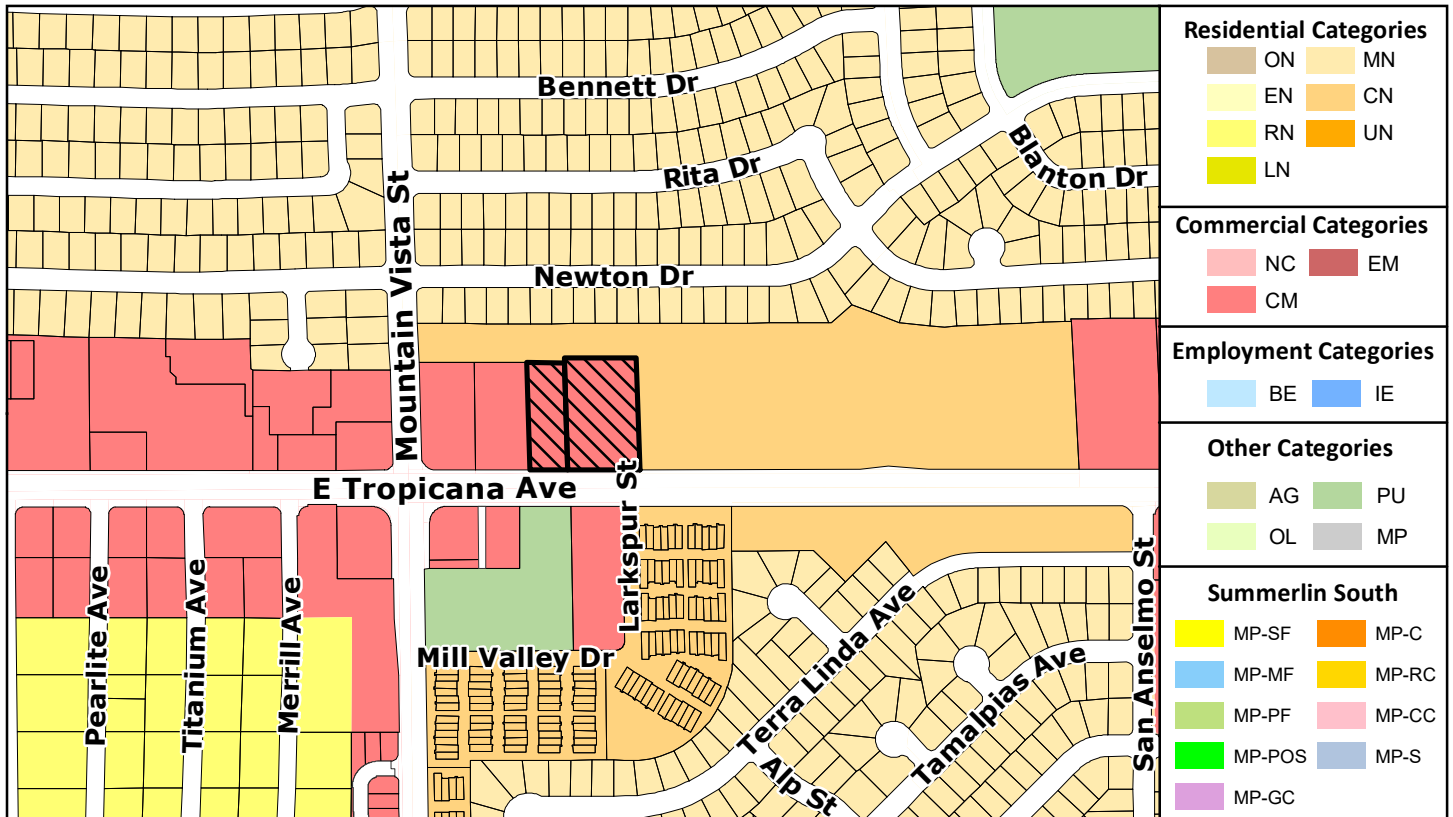 Bennett Dr
Rita Dr
Blanton Dr
Mountain Vista St
Newton Dr
E Tropicana Ave
Larkspur St
Pearlite Ave
Titanium Ave
Merrill Ave
Mill Valley Dr
Terra Linda Ave
Tamalpias Ave
San Anselmo St
Alp St
Residential Categories
ON MN
EN CN
RN UN
LN
Commercial Categories
NC EM
CM
Employment Categories
BE IE
Other Categories
AG PU
OL MP
Summerlin South
MP-SF MP-C
MP-MF MP-RC
MP-PF MP-CC
MP-POS MP-S
MP-GC